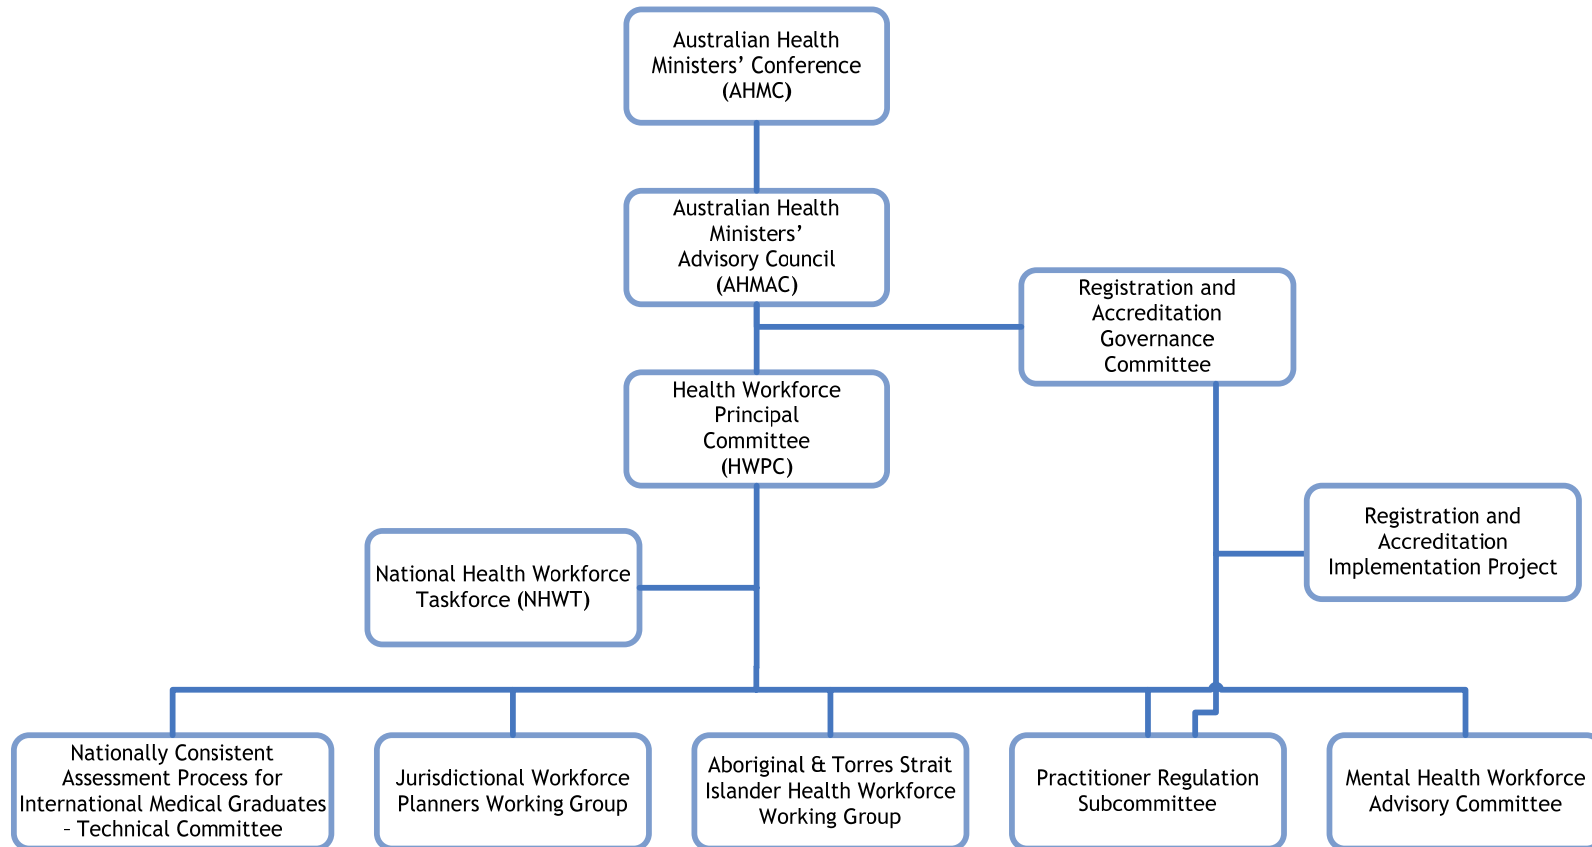 Australian Health
Ministers’ Conference
(AHMC)
Australian Health
Ministers’
Advisory Council
(AHMAC)
Registration and
Accreditation
Governance
Committee
Health Workforce
Principal
Committee
(HWPC)
Registration and
Accreditation
Implementation Project
National Health Workforce
Taskforce (NHWT)
Nationally Consistent
Assessment Process for
International Medical Graduates
– Technical Committee
Jurisdictional Workforce
Planners Working Group
Aboriginal & Torres Strait
Islander Health Workforce
Working Group
Practitioner Regulation
Subcommittee
Mental Health Workforce
Advisory Committee